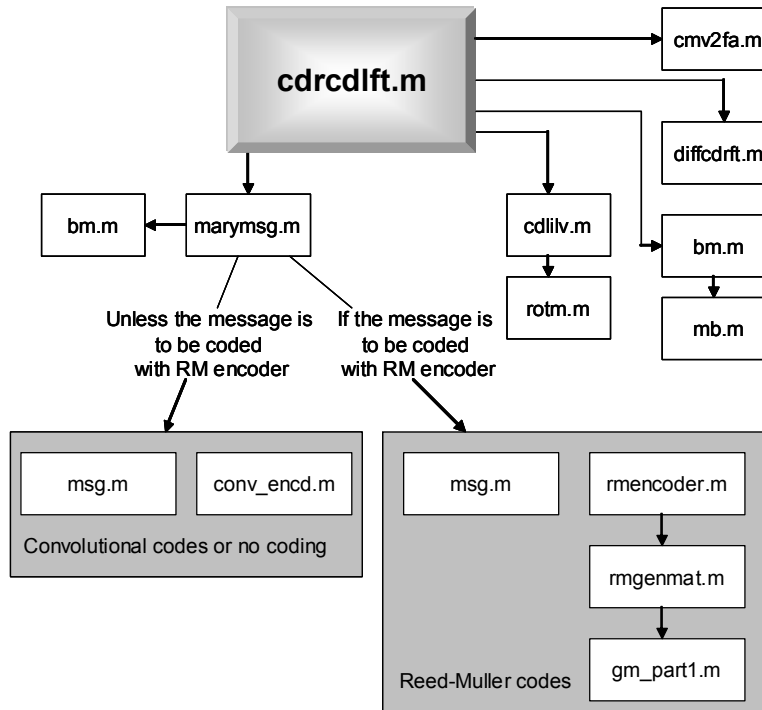 cdrcdlft.m
cmv2fa.m
diffcdrft.m
bm.m
marymsg.m
cdlilv.m
bm.m
rotm.m
mb.m
Unless the message is
to be coded
with RM encoder
If the message is
to be coded
with RM encoder
msg.m
conv_encd.m
Convolutional codes or no coding
msg.m
rmencoder.m
rmgenmat.m
gm_part1.m
Reed-Muller codes